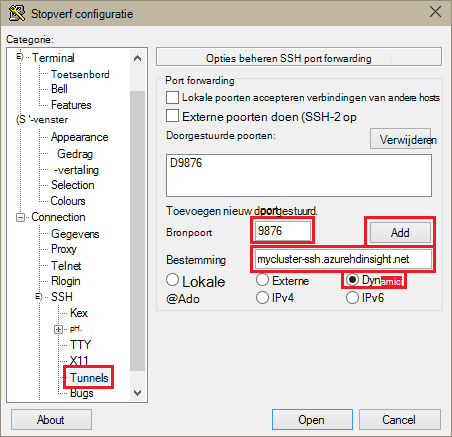 Stopverf configuratie
Categorie:
Terminal
Toetsenbord
Bell
Features
(S '-venster
Appearance
Gedrag
-vertaling
Selection
Colours
Connection
Gegevens
Proxy
Telnet
Rlogin
SSH
Kex
pH.
TTY
X11
Tunnels
Bugs
Opties beheren SSH port forwarding
Port forwarding
Lokale poorten accepteren verbindingen van andere hosts
Externe poorten doen (SSH-2 op
Doorgestuurde poorten:
Verwijderen
D9876
Toevoegen nieuw doorgestuurd.
Bronpoort
9876
Add
Bestemming
mycluster-ssh.azurehdinsight.net
Lokale
Externe
Dynamic
@Ado
IPv4
IPv6
About
Open
Cancel